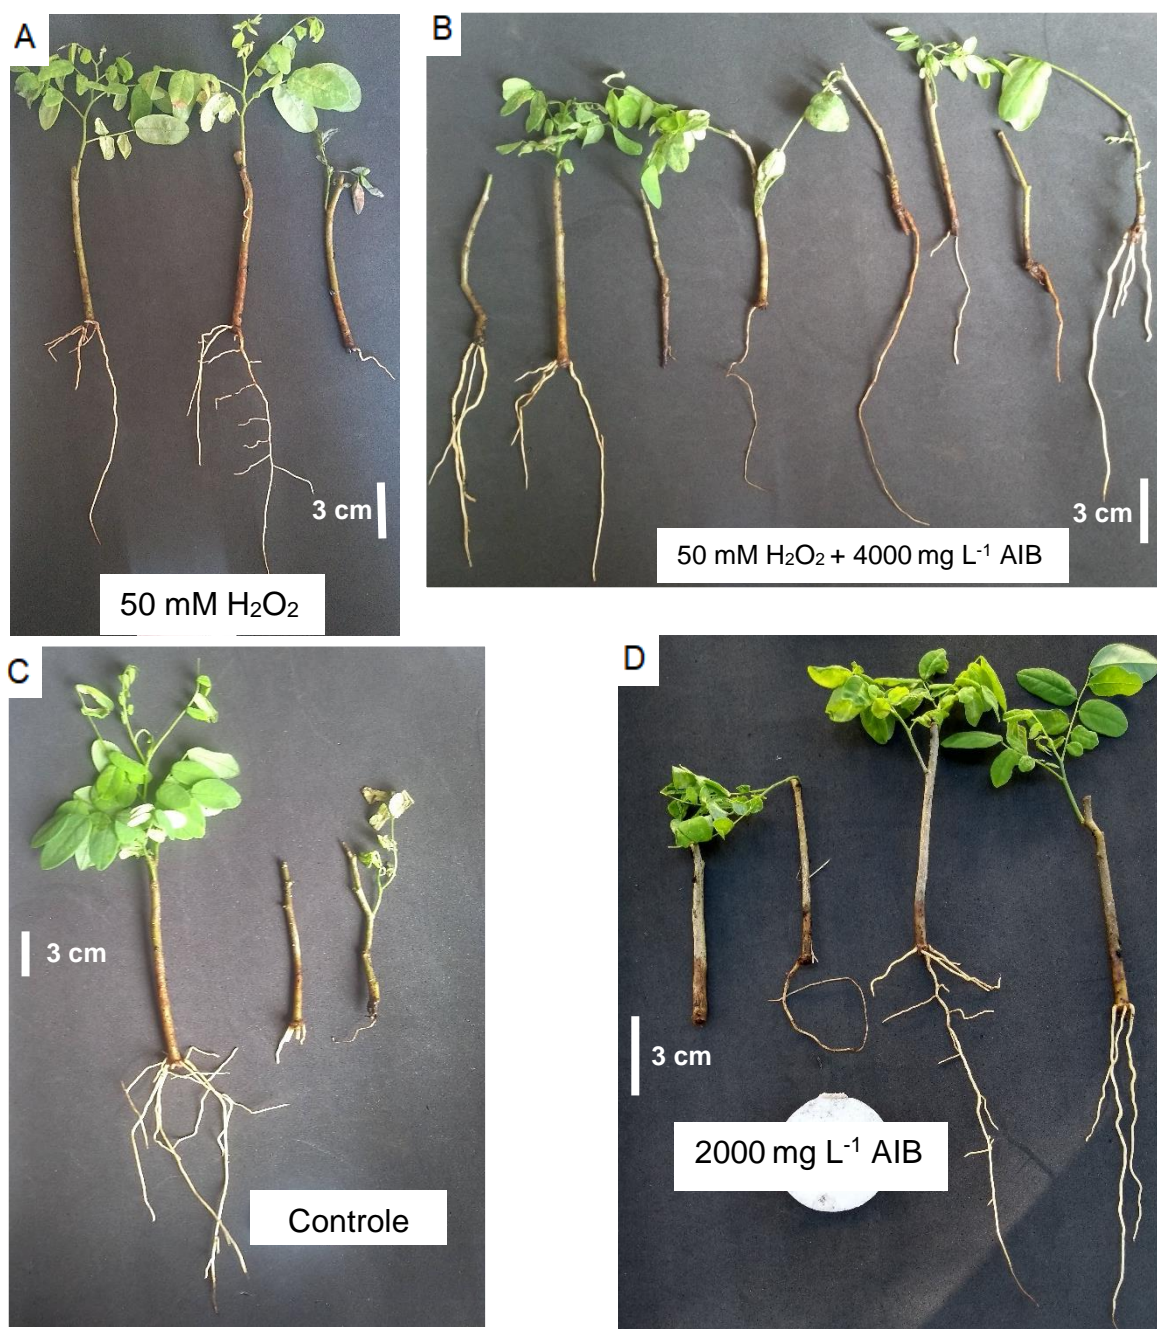 A
B
3 cm
3 cm
50 mM H₂O₂ + 4000 mg L⁻¹ AIB
50 mM H₂O₂
C
D
3 cm
3 cm
2000 mg L⁻¹ AIB
Controle